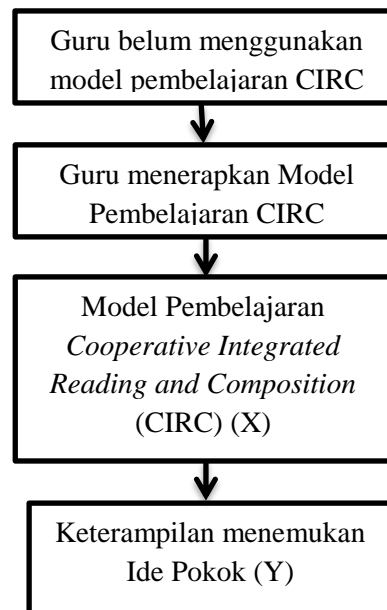 Guru belum menggunakan
model pembelajaran CIRC
Guru menerapkan Model
Pembelajaran CIRC
Model Pembelajaran
Cooperative Integrated
Reading and Composition
(CIRC) (X)
Keterampilan menemukan
Ide Pokok (Y)